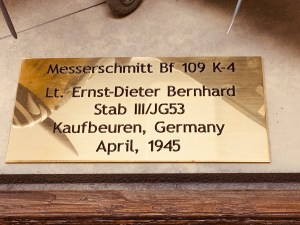 Messerschmitt Bf 109 K-4
Lt. Ernst-Dieter Bernhard
Stab III/JG53
Kaufbeuren, Germany
April, 1945